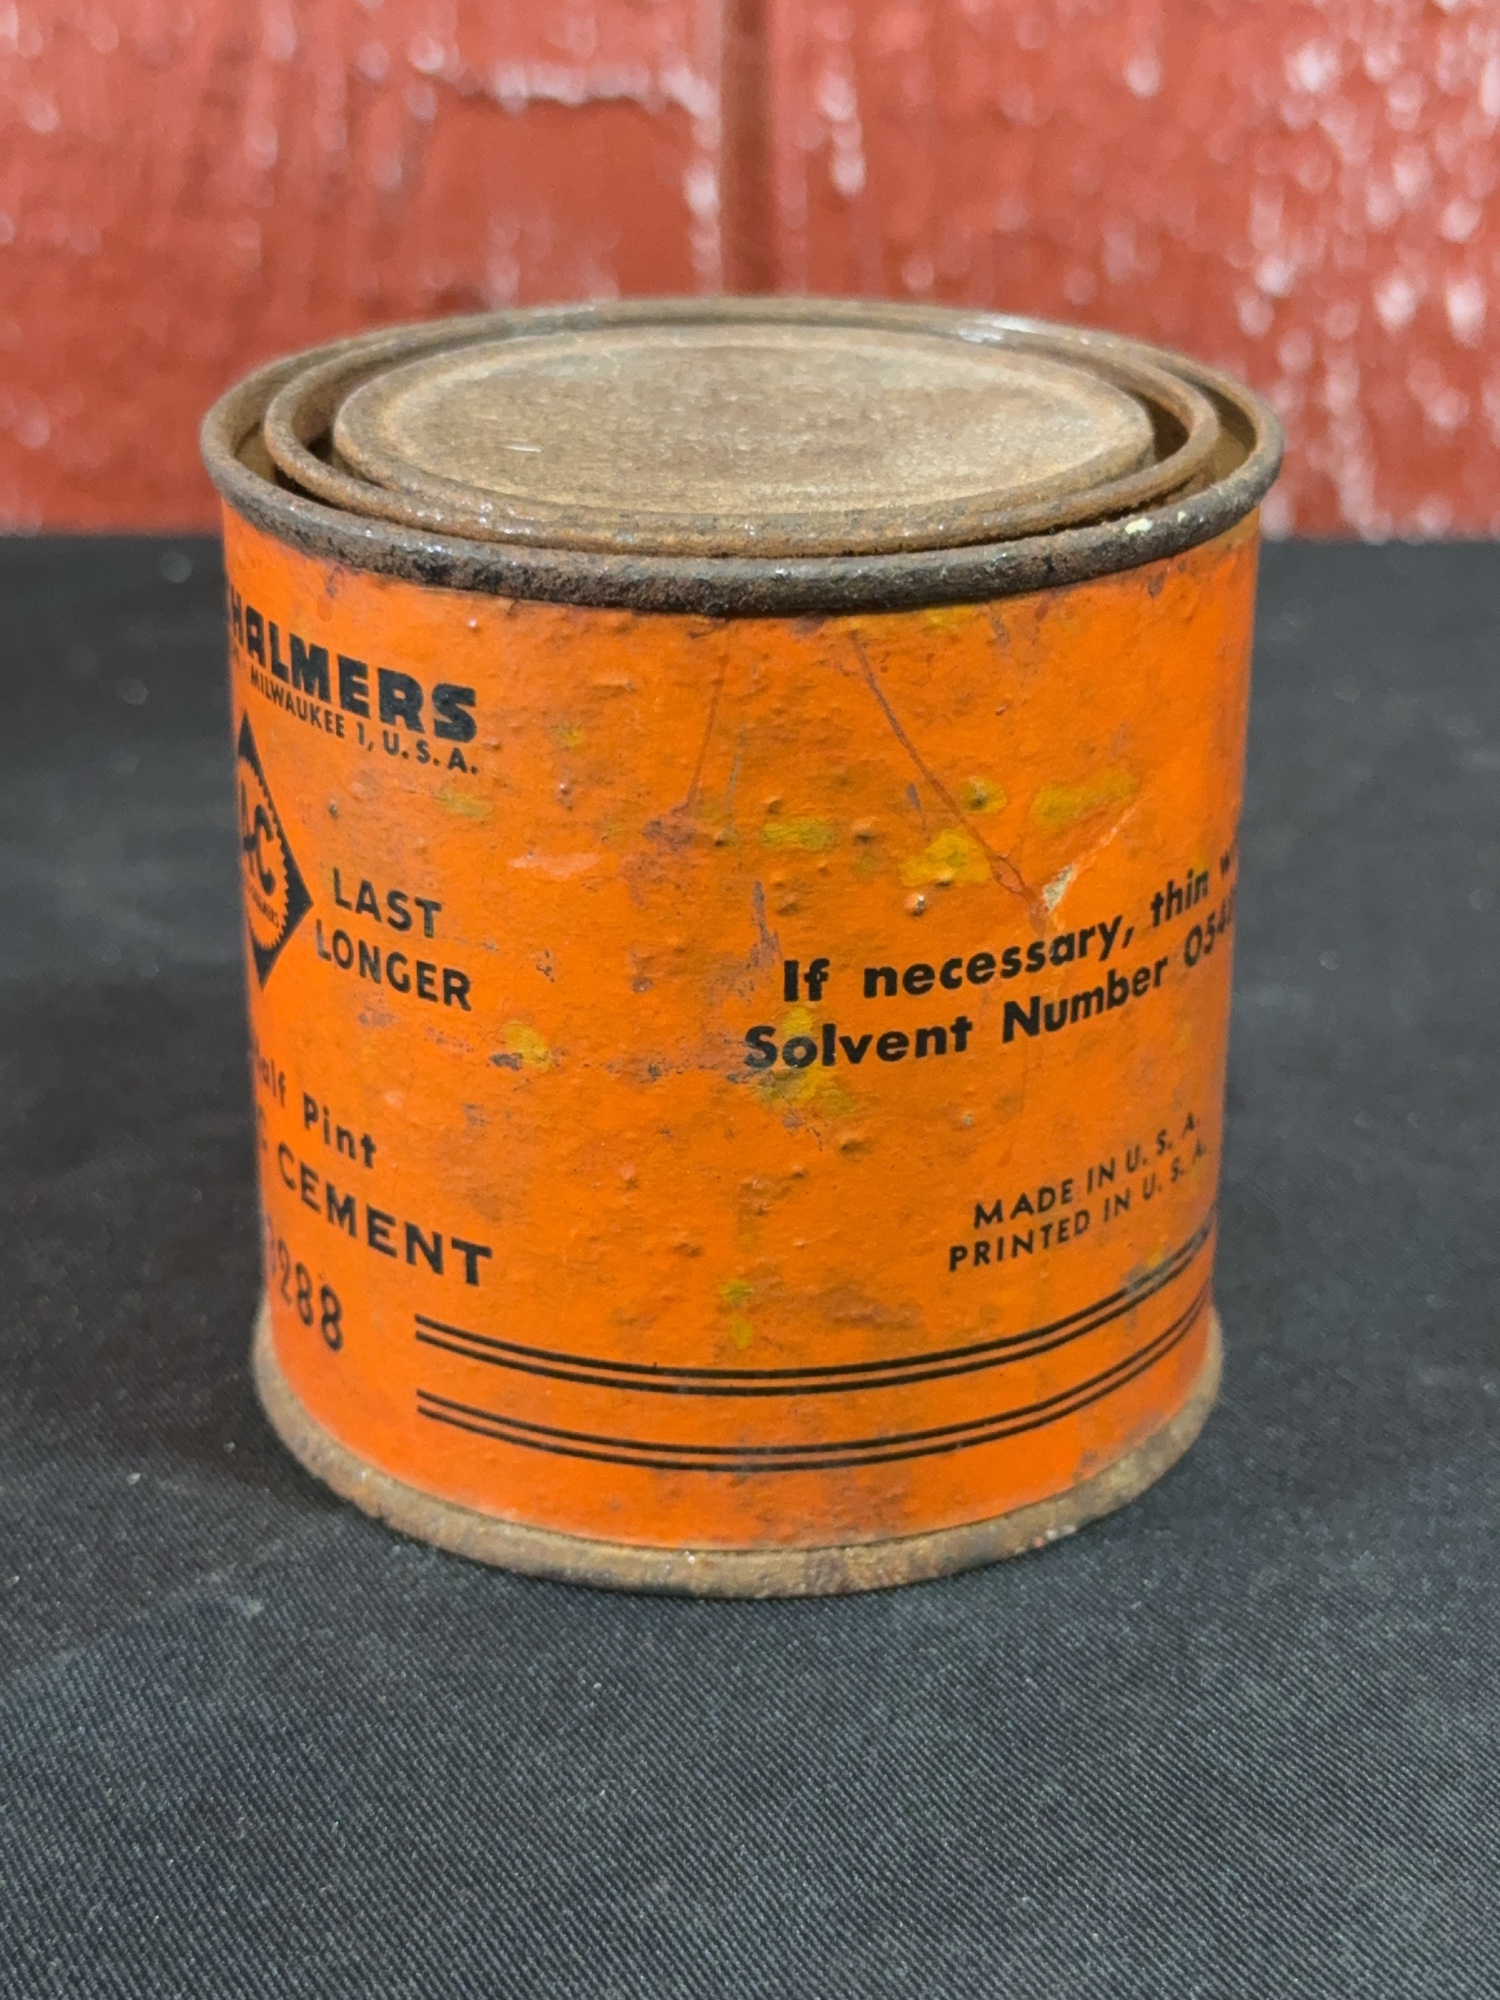 HALMERS
MILWAUKEE 1, U.S.A.
LAST
LONGER
alf Pint
CEMENT
288
If necessary, thin
Solvent Number 054
MADE IN U. S. A.
PRINTED IN U. S. A.